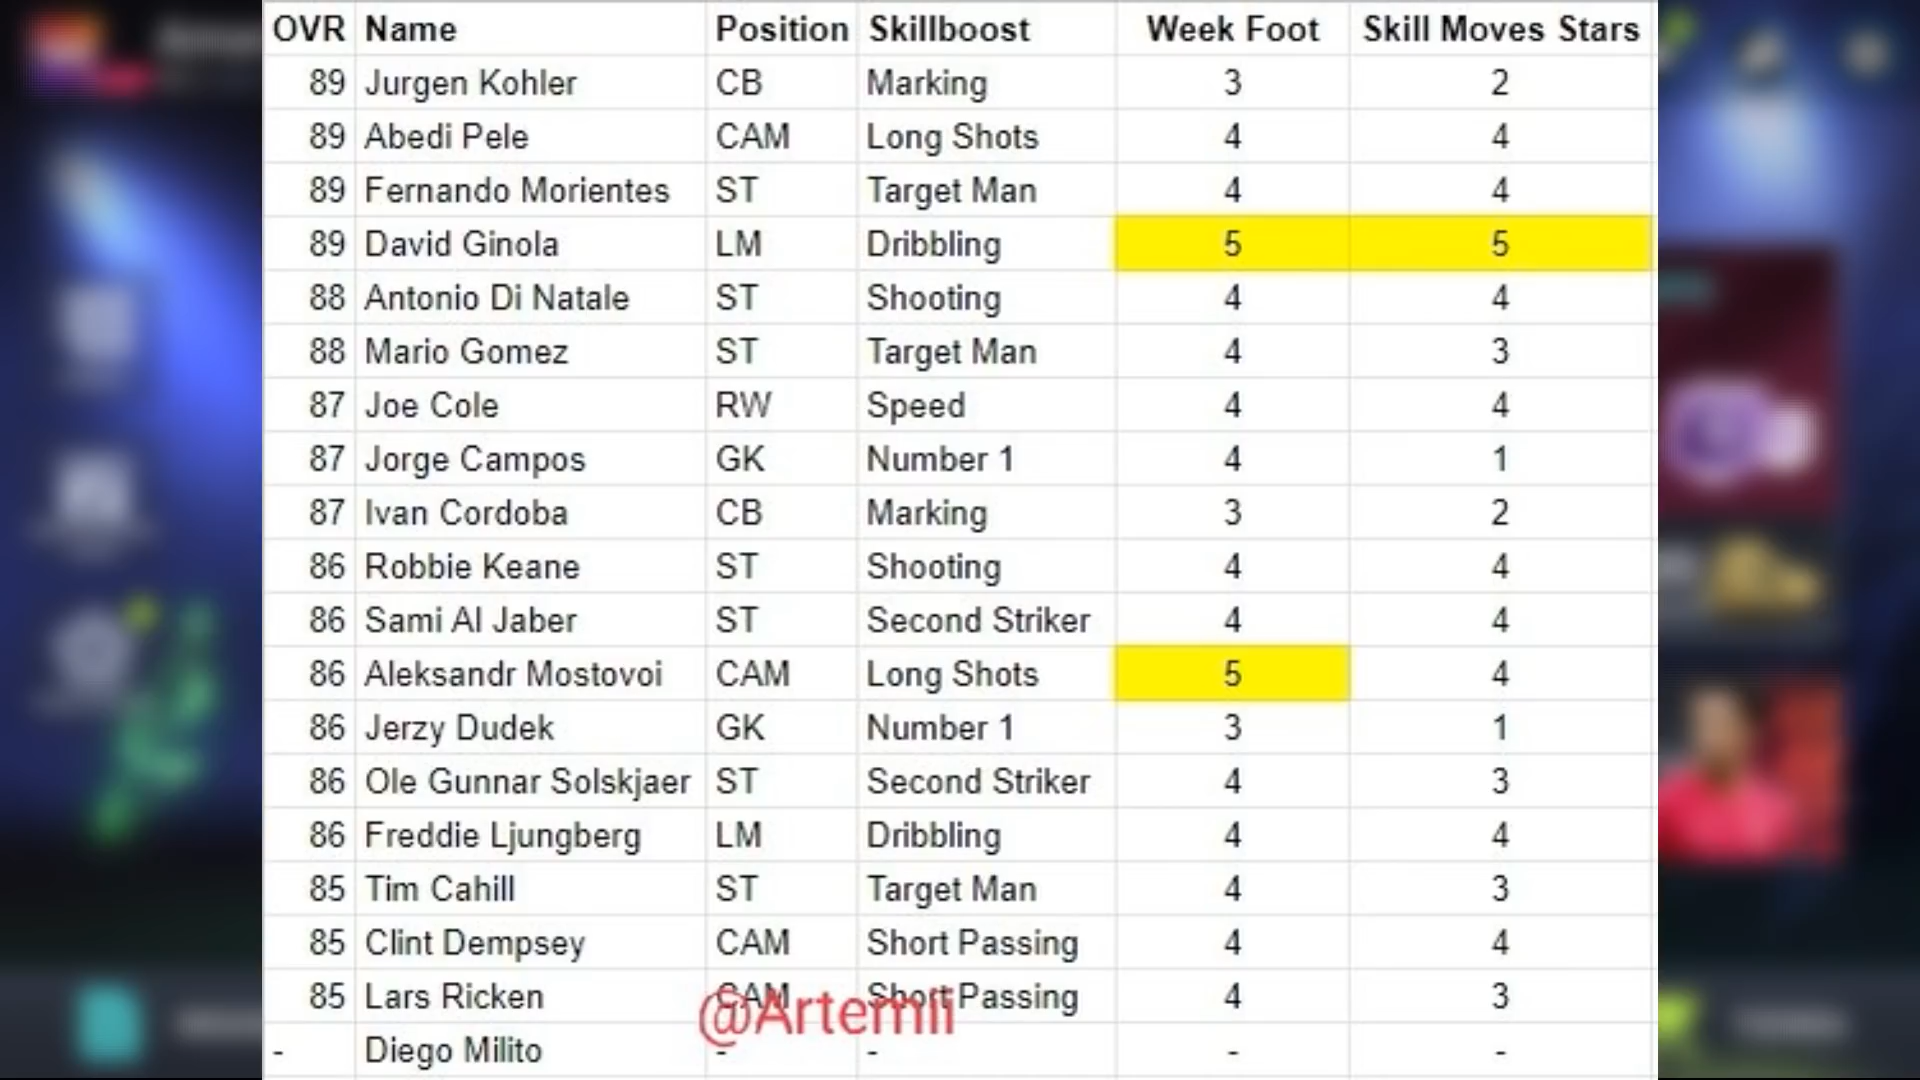 OVR Name Position Skillboost Week Foot Skill Moves Stars
89 Jurgen Kohler CB Marking 3 2
89 Abedi Pele CAM Long Shots 4 4
89 Fernando Morientes ST Target Man 4 4
89 David Ginola LM Dribbling 5 5
88 Antonio Di Natale ST Shooting 4 4
88 Mario Gomez ST Target Man 4 3
87 Joe Cole RW Speed 4 4
87 Jorge Campos GK Number 1 4 1
87 Ivan Cordoba CB Marking 3 2
86 Robbie Keane ST Shooting 4 4
86 Sami Al Jaber ST Second Striker 4 4
86 Aleksandr Mostovoi CAM Long Shots 5 4
86 Jerzy Dudek GK Number 1 3 1
86 Ole Gunnar Solskjaer ST Second Striker 4 3
86 Freddie Ljungberg LM Dribbling 4 4
85 Tim Cahill ST Target Man 4 3
85 Clint Dempsey CAM Short Passing 4 4
85 Lars Ricken CAM Short Passing 4 3
@Artemii
- Diego Milito - - - -